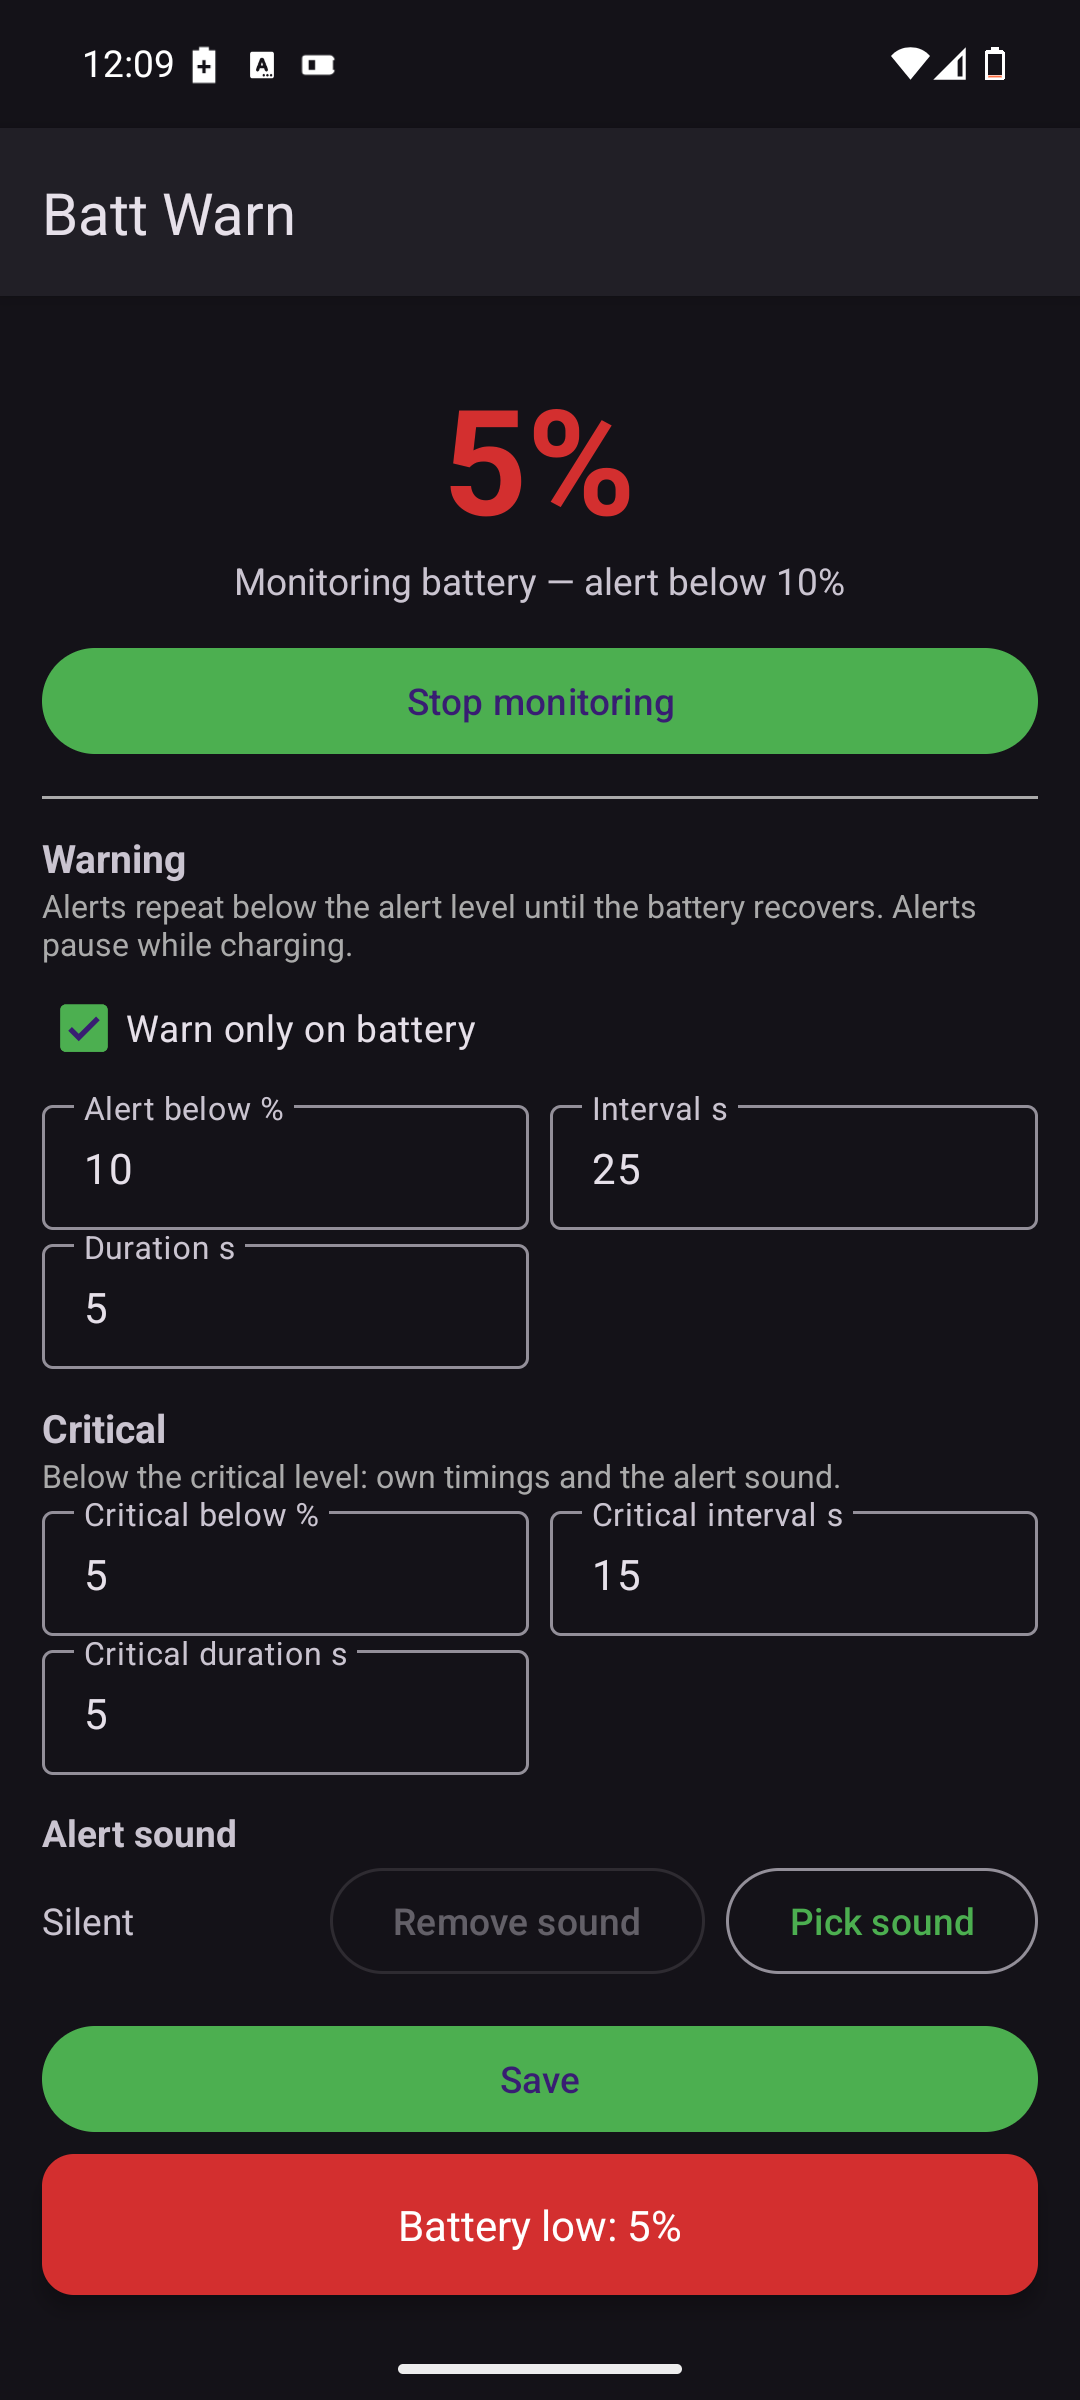 12:09
Batt Warn
5%
Monitoring battery — alert below 10%
Stop monitoring
Warning
Alerts repeat below the alert level until the battery recovers. Alerts
pause while charging.
Warn only on battery
Alert below %
10
Interval s
25
Duration s
5
Critical
Below the critical level: own timings and the alert sound.
Critical below %
5
Critical interval s
15
Critical duration s
5
Alert sound
Silent
Remove sound
Pick sound
Save
Battery low: 5%